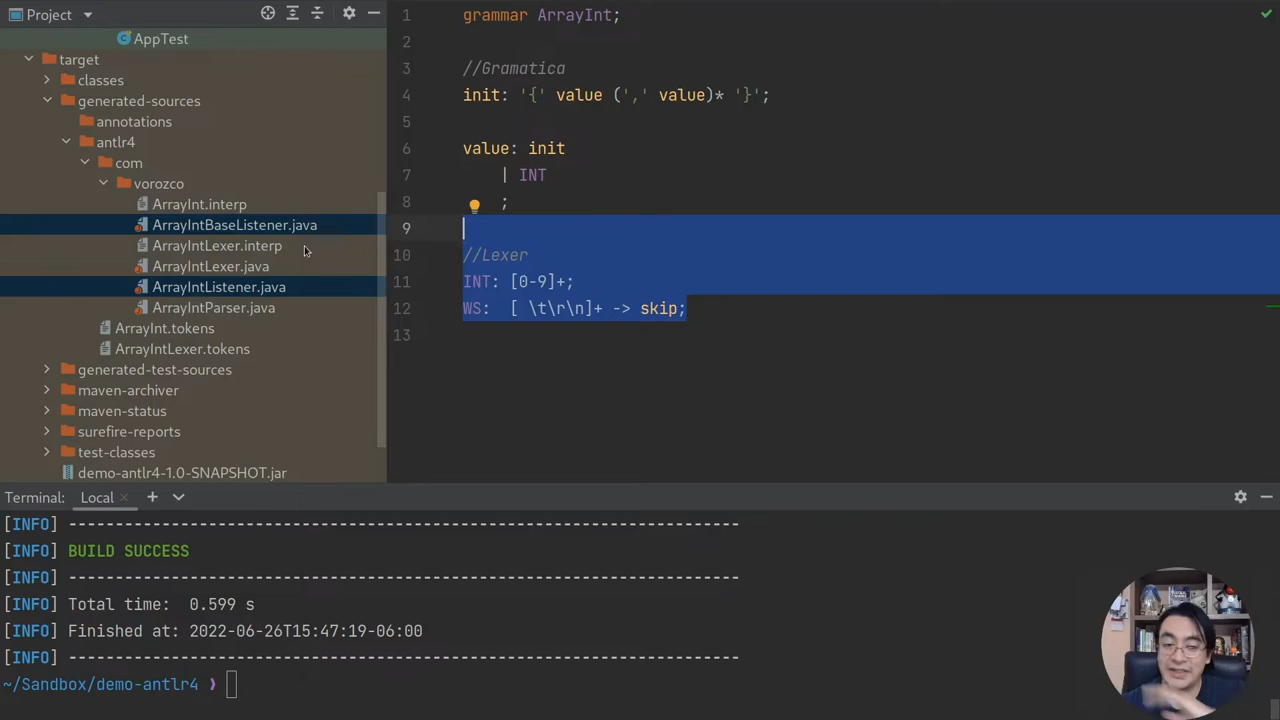 Project
AppTest
target
classes
generated-sources
annotations
antlr4
com
vorozco
ArrayInt.interp
ArrayIntBaseListener.java
ArrayIntLexer.interp
ArrayIntLexer.java
ArrayIntListener.java
ArrayIntParser.java
ArrayInt.tokens
ArrayIntLexer.tokens
generated-test-sources
maven-archiver
maven-status
surefire-reports
test-classes
demo-antlr4-1.0-SNAPSHOT.jar
1 grammar ArrayInt;
2
3 //Gramatica
4 init: '{' value (',' value)* '}';
5
6 value: init
7 | INT
8 ;
9
10 //Lexer
11 INT: [0-9]+;
12 WS: [ \t\r\n]+ -> skip;
13
Terminal: Local × +
[INFO] ------------------------------------------------------------------------
[INFO] BUILD SUCCESS
[INFO] ------------------------------------------------------------------------
[INFO] Total time: 0.599 s
[INFO] Finished at: 2022-06-26T15:47:19-06:00
[INFO] ------------------------------------------------------------------------
~/Sandbox/demo-antlr4 ❯